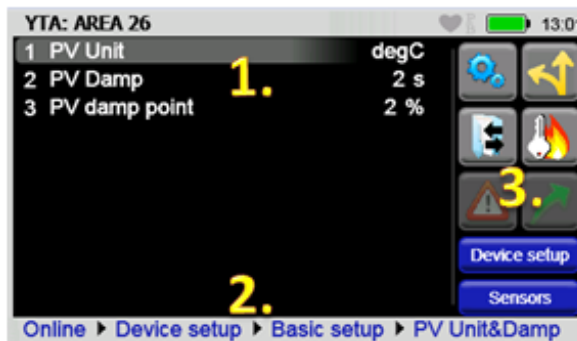 YTA: AREA 26 13:01
1 PV Unit degC
2 PV Damp 2 s
3 PV damp point 2 %
1.
3.
Device setup
2.
Sensors
Online ▸ Device setup ▸ Basic setup ▸ PV Unit&Damp